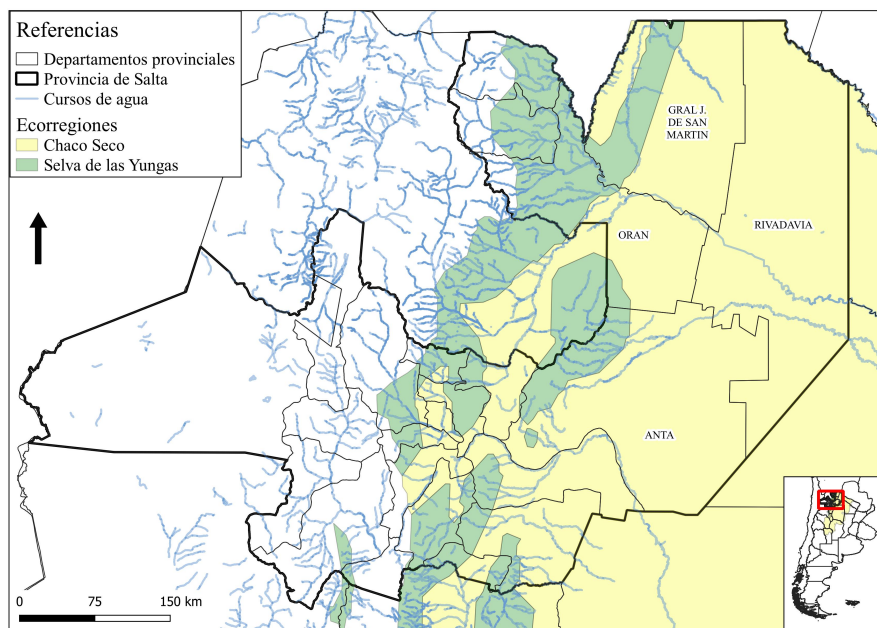 Referencias
Departamentos provinciales
Provincia de Salta
Cursos de agua
Ecorregiones
Chaco Seco
Selva de las Yungas
GRAL J.
DE SAN
MARTIN
ORAN
RIVADAVIA
ANTA
0 75 150 km